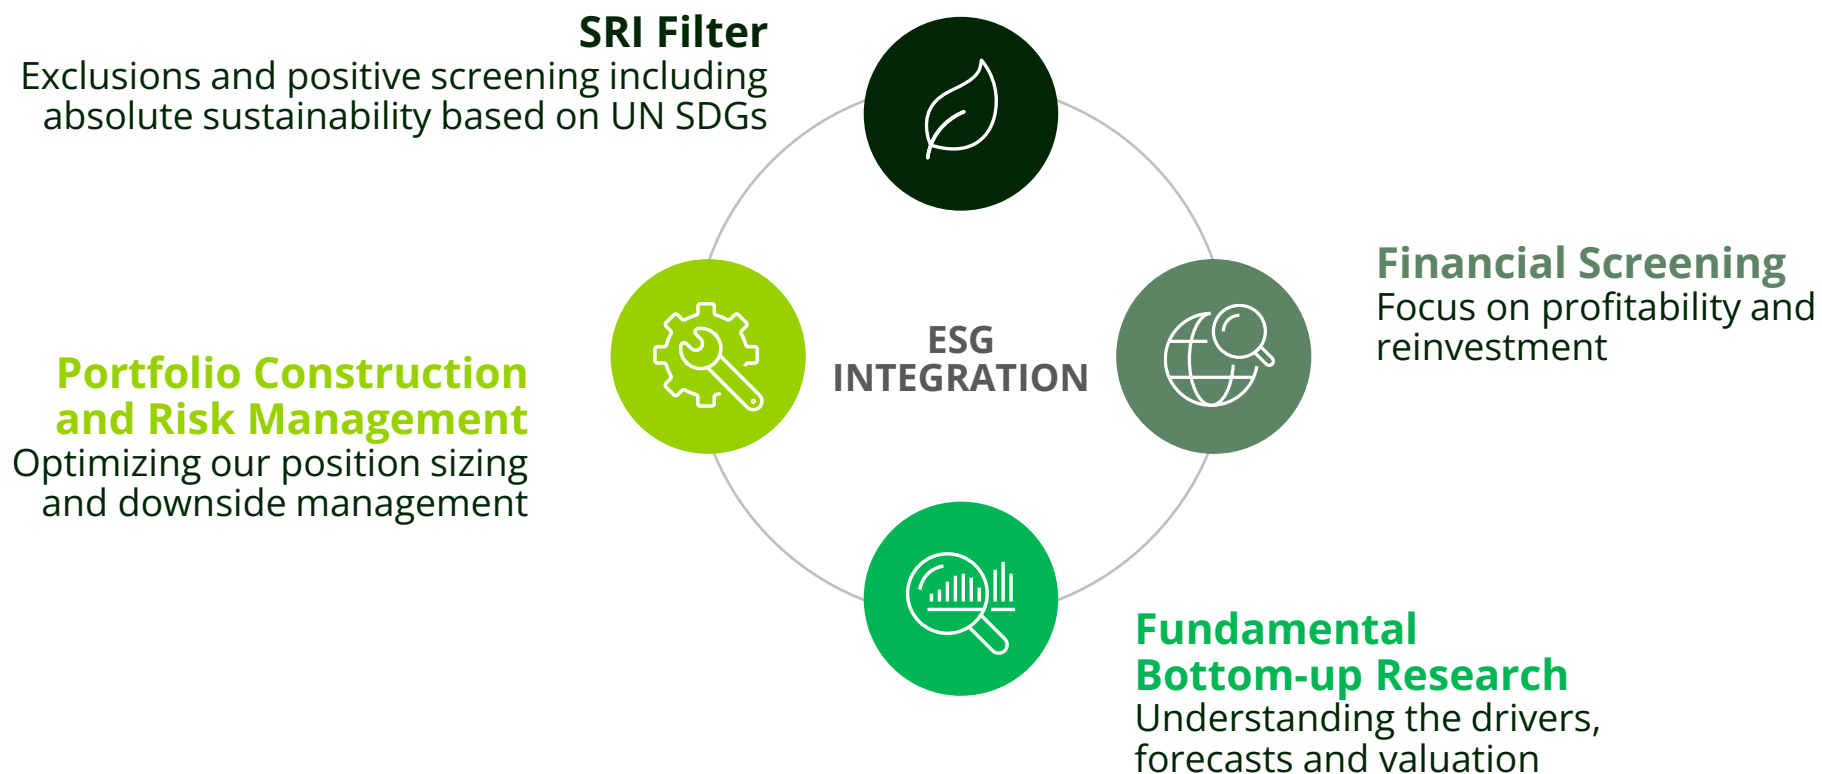 SRI Filter
Exclusions and positive screening including
absolute sustainability based on UN SDGs
Financial Screening
Focus on profitability and
reinvestment
ESG
INTEGRATION
Portfolio Construction
and Risk Management
Optimizing our position sizing
and downside management
Fundamental
Bottom-up Research
Understanding the drivers,
forecasts and valuation